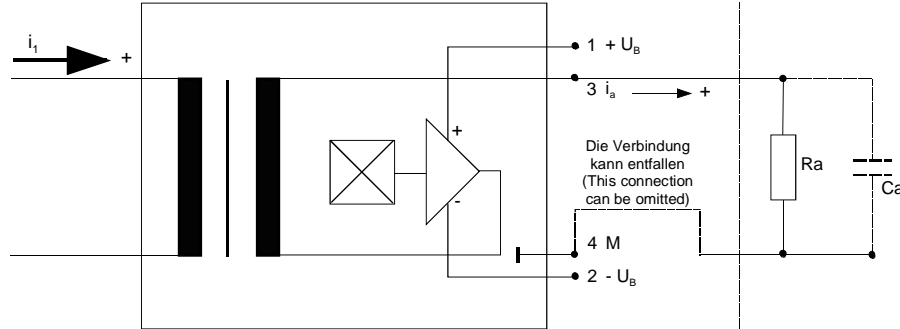 i1
+
1 + UB
3 ia
+
+
-
Die Verbindung
kann entfallen
(This connection
can be omitted)
Ra
Ca
4 M
2 - UB